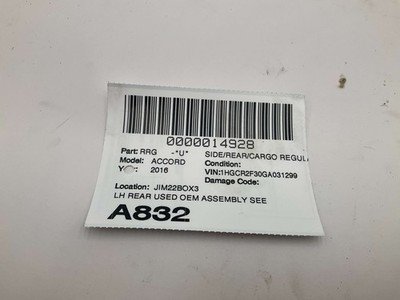 0000014928
Part: RRG -"U" SIDE/REAR/CARGO REGULA
Model: ACCORD Condition:
2016 VIN:1HGCR2F30GA031299
Damage Code:
Location: JIM22BOX3
LH REAR USED OEM ASSEMBLY SEE
A832